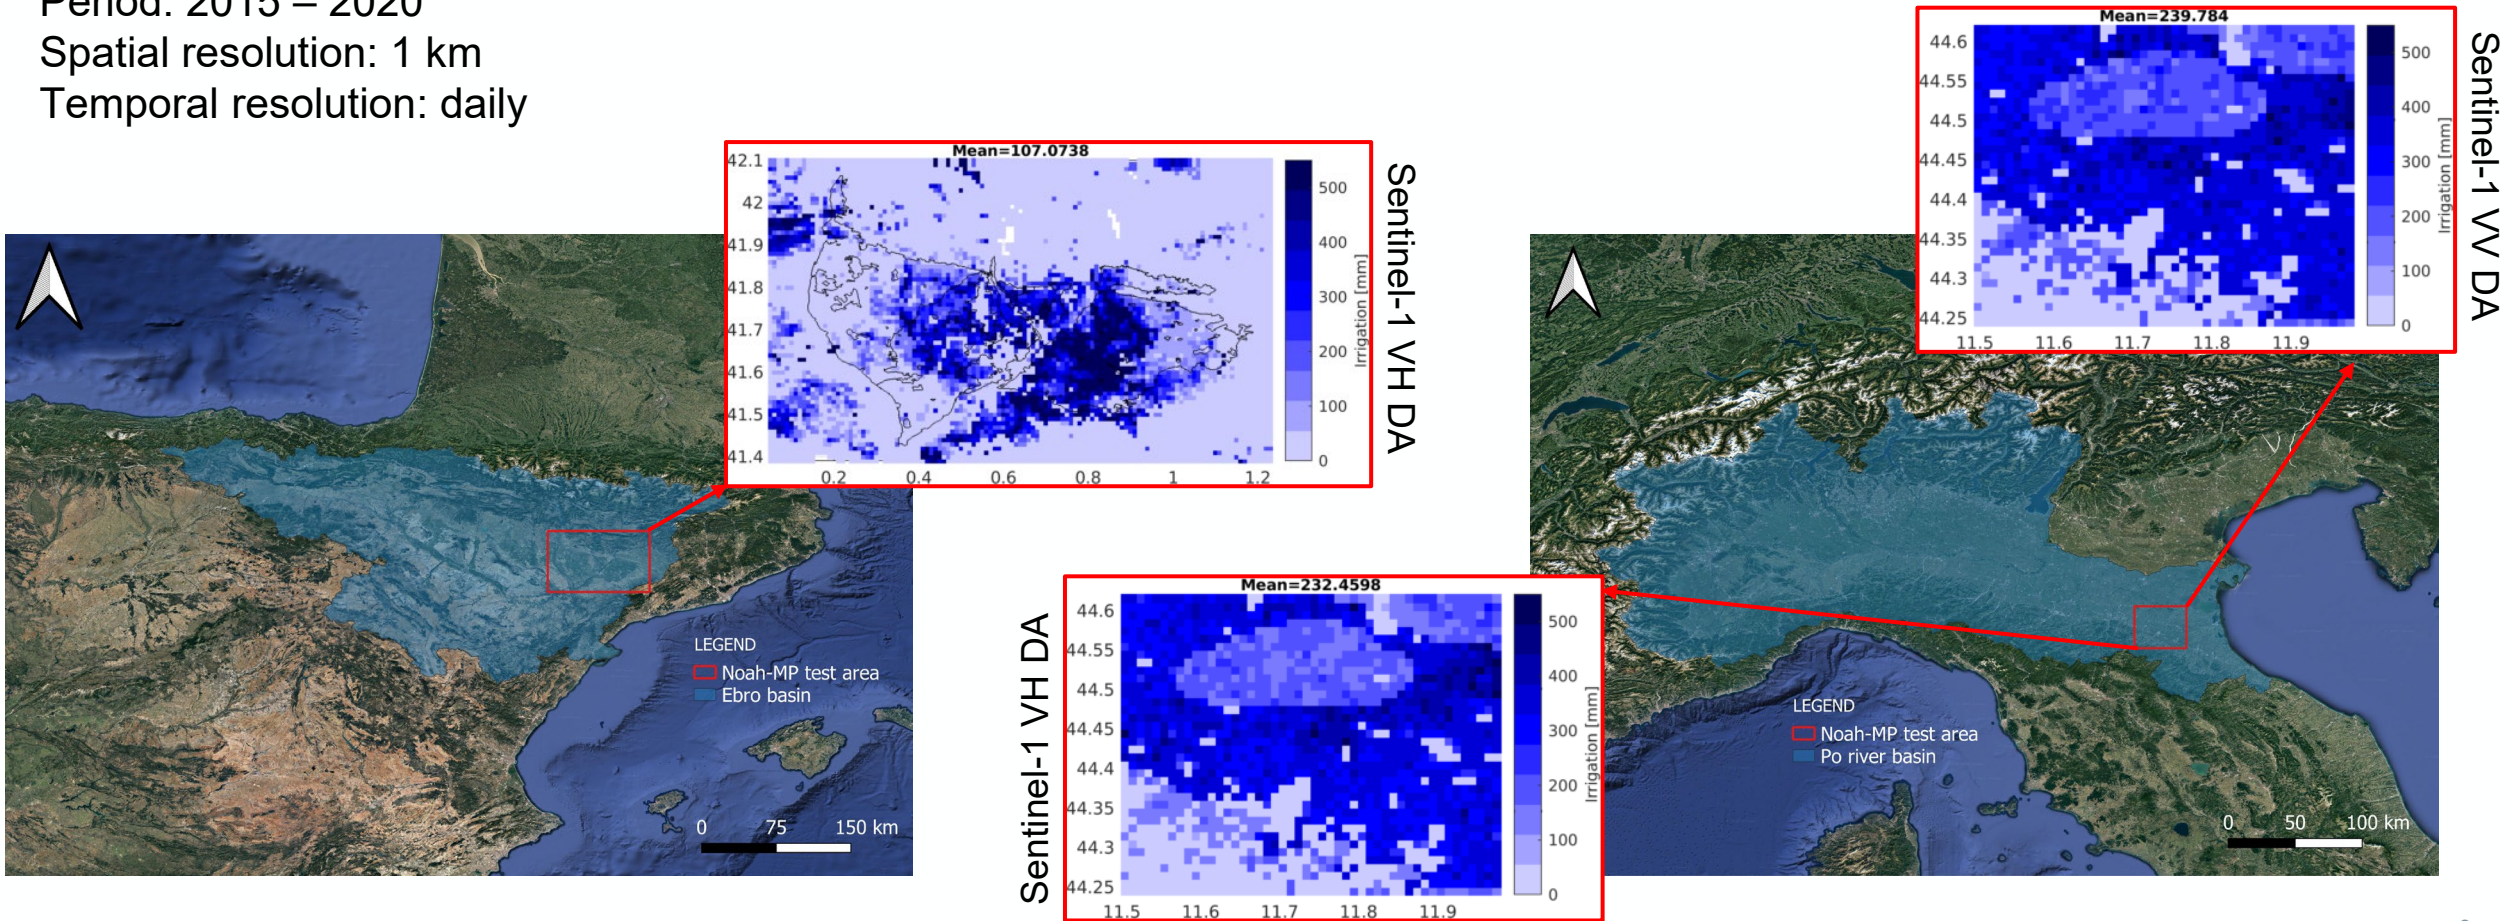 Period: 2015 – 2020
Spatial resolution: 1 km
Temporal resolution: daily
Mean=107.0738
42.1
42
41.9
41.8
41.7
41.6
41.5
41.4
0.2 0.4 0.6 0.8 1 1.2
500
400
300
200
100
0
Irrigation [mm]
Sentinel-1 VH DA
Mean=239.784
44.6
44.55
44.5
44.45
44.4
44.35
44.3
44.25
11.5 11.6 11.7 11.8 11.9
500
400
300
200
100
0
Irrigation [mm]
Sentinel-1 VV DA
LEGEND
Noah-MP test area
Ebro basin
0 75 150 km
Sentinel-1 VH DA
Mean=232.4598
44.6
44.55
44.5
44.45
44.4
44.35
44.3
44.25
11.5 11.6 11.7 11.8 11.9
500
400
300
200
100
0
Irrigation [mm]
LEGEND
Noah-MP test area
Po river basin
0 50 100 km